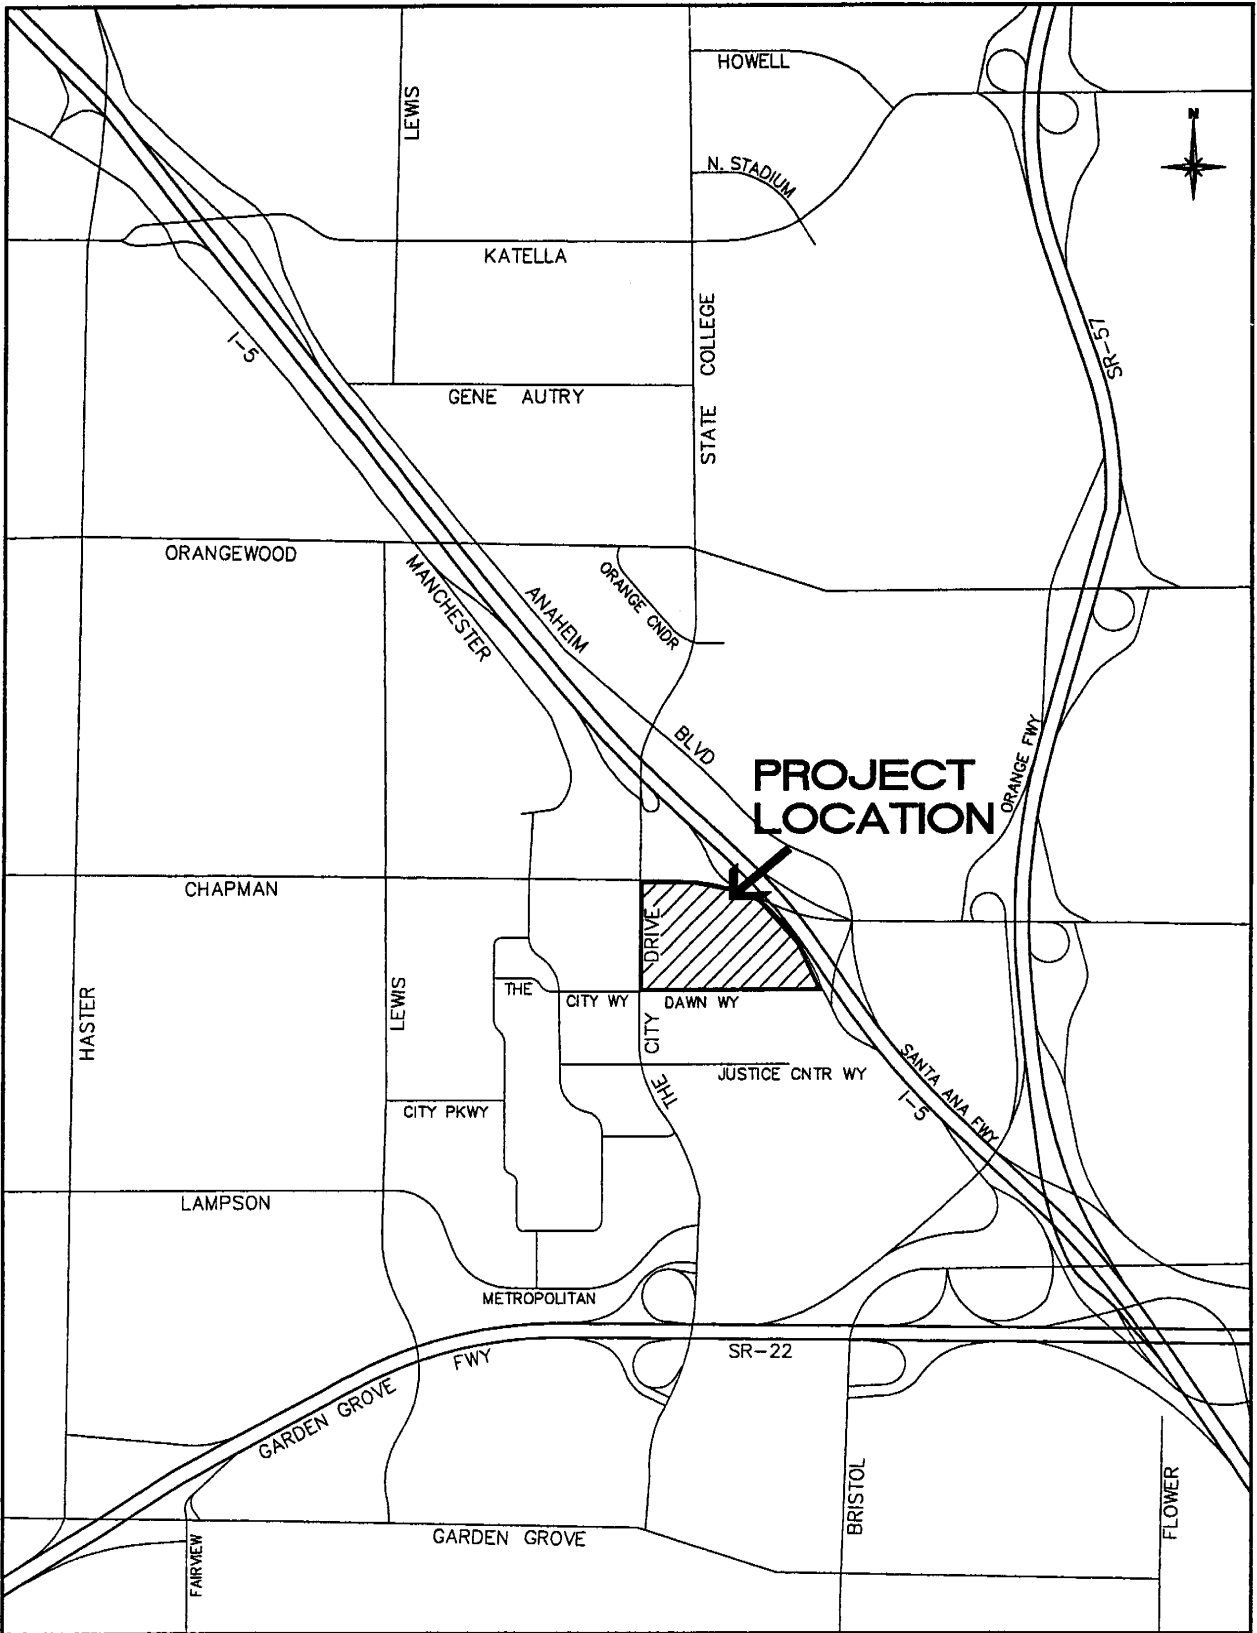 HOWELL
LEWIS
N
N. STADIUM
KATELLA
STATE COLLEGE
I-5
SR-57
GENE AUTRY
ORANGEWOOD
MANCHESTER
ANAHEIM
BLVD
ORANGE CNDR
ORANGE FWY
PROJECT
LOCATION
CHAPMAN
HASTER
LEWIS
THE
CITY WY
DAWN WY
THE CITY DRIVE
JUSTICE CNTR WY
CITY PKWY
SANTA ANA FWY
I-5
LAMPSON
METROPOLITAN
SR-22
GARDEN GROVE FWY
BRISTOL
FLOWER
FAIRVIEW
GARDEN GROVE